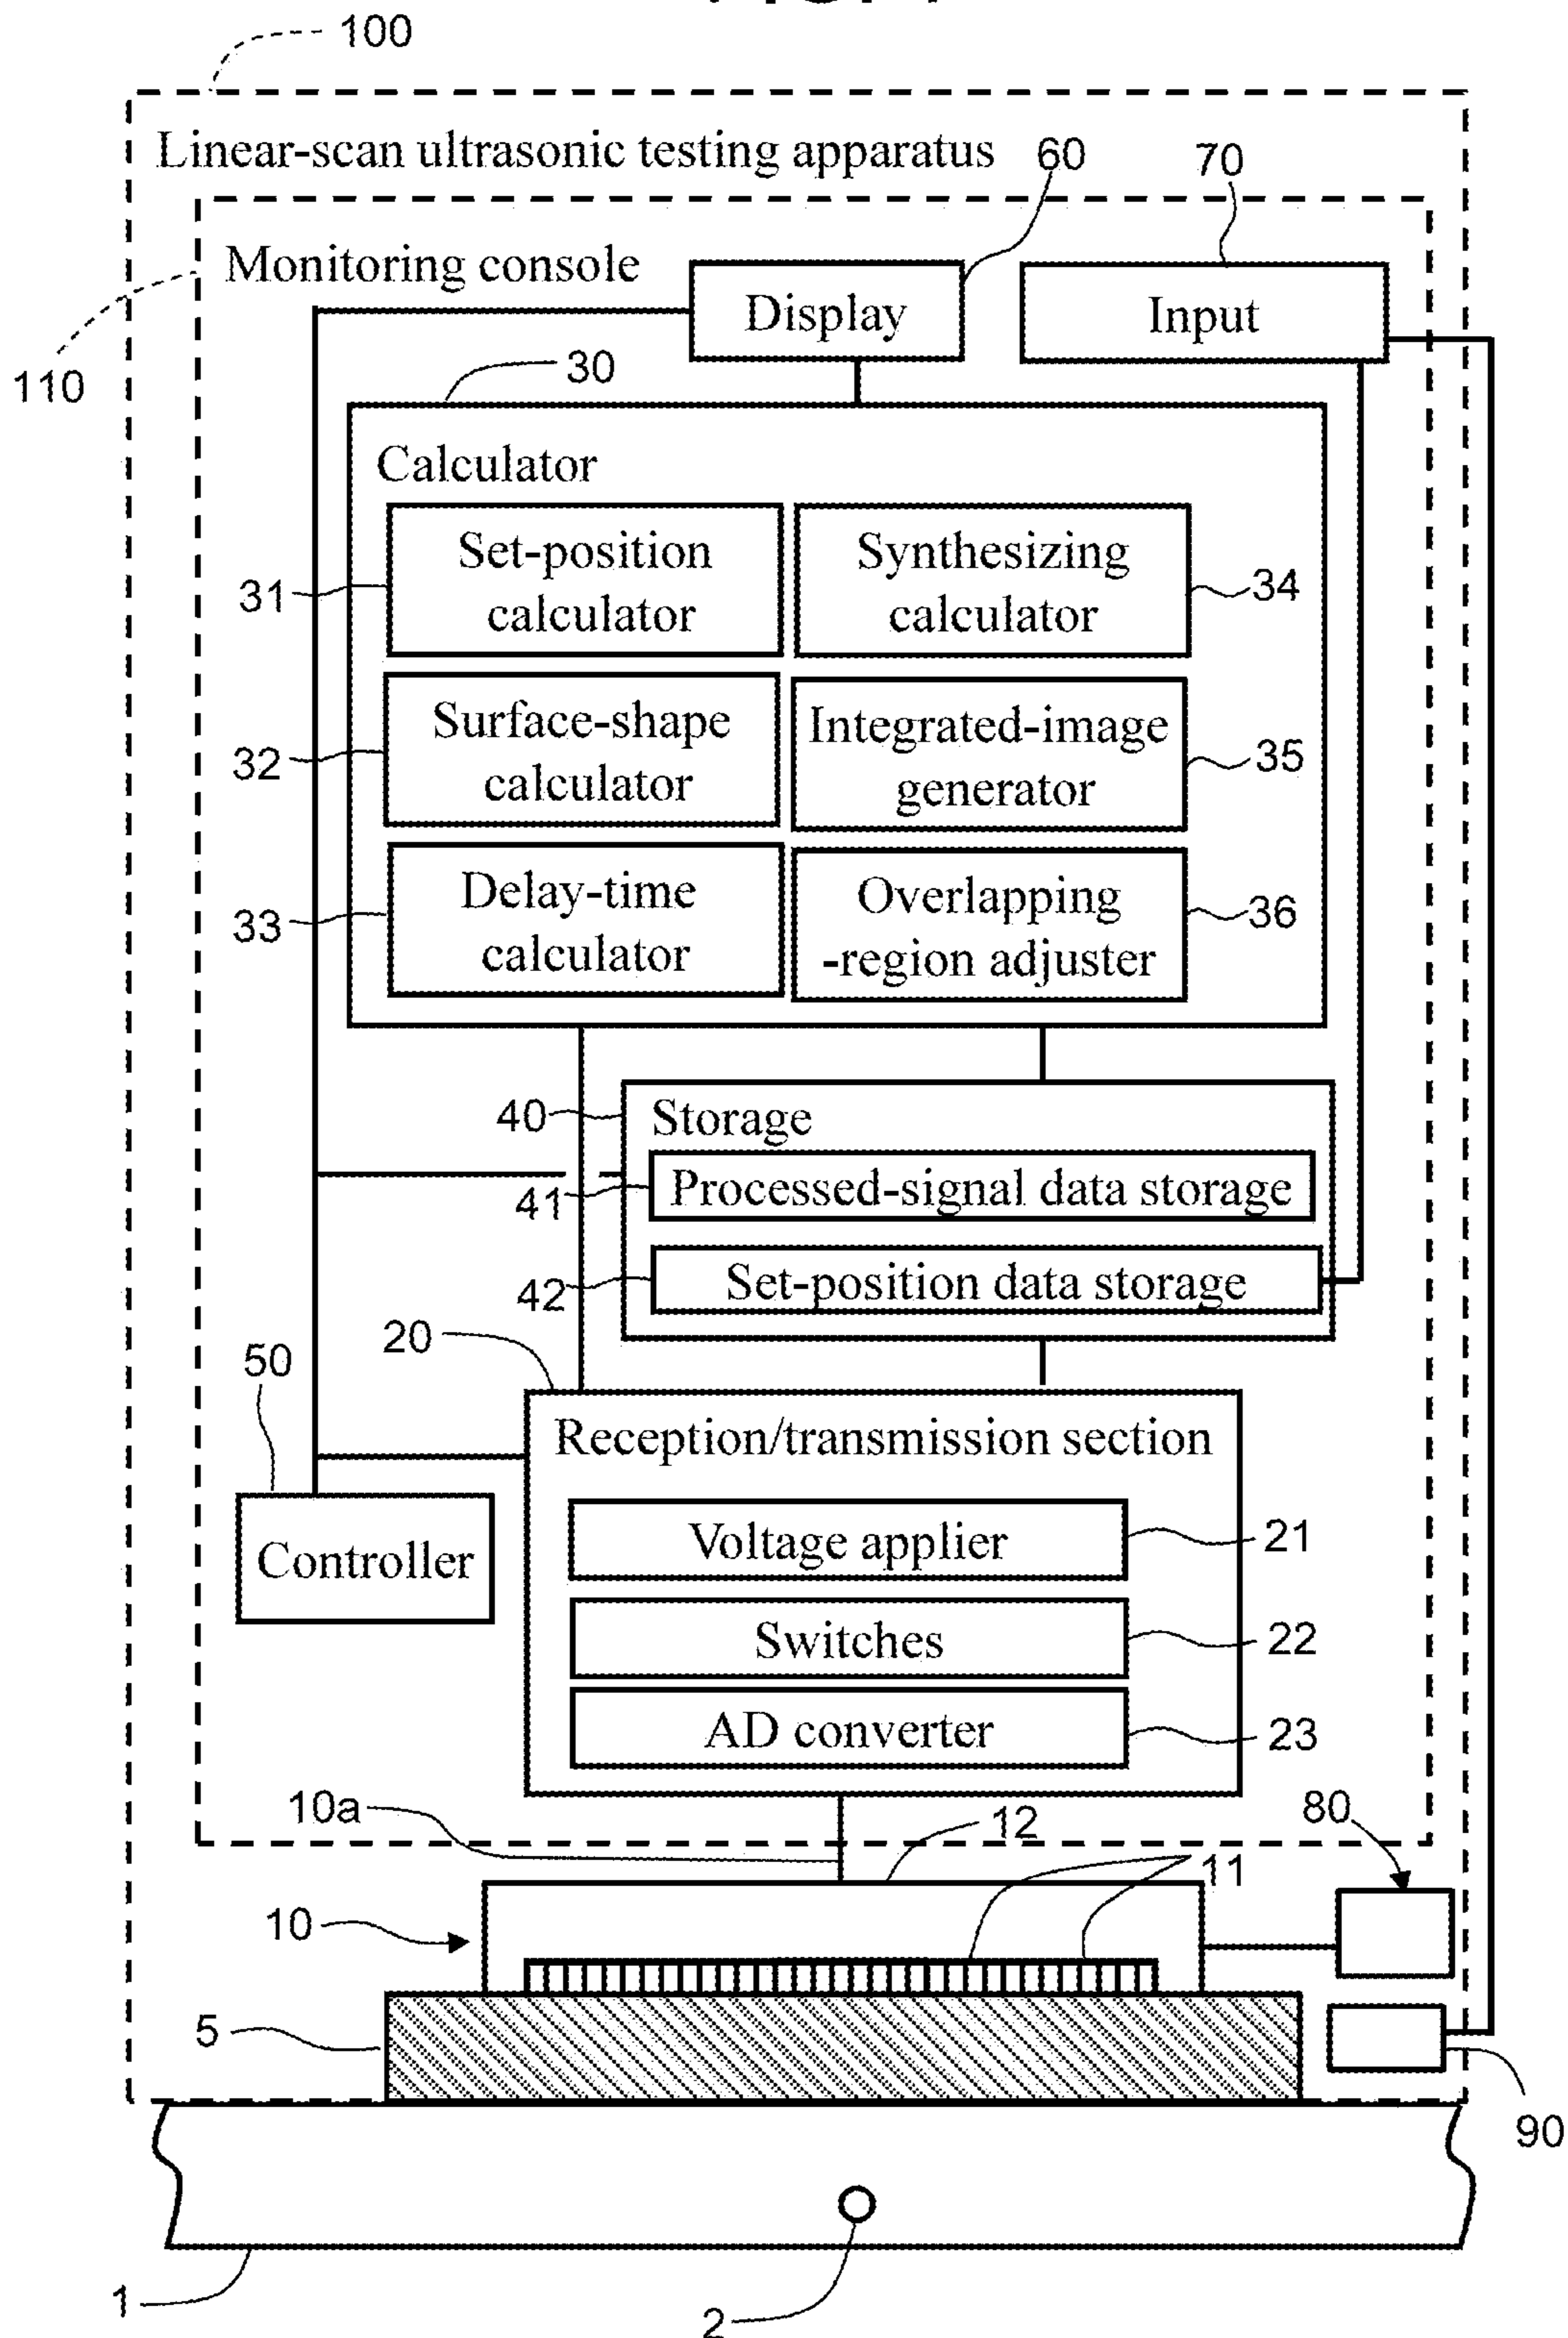 100
Linear-scan ultrasonic testing apparatus
60
70
Monitoring console
Display
Input
110
30
Calculator
Set-position
calculator
31
Synthesizing
calculator
34
Surface-shape
calculator
32
Integrated-image
generator
35
Delay-time
calculator
33
Overlapping
-region adjuster
36
40
Storage
41
Processed-signal data storage
42
Set-position data storage
20
50
Reception/transmission section
Controller
Voltage applier
21
Switches
22
AD converter
23
10a
12
80
11
10
5
90
1
2